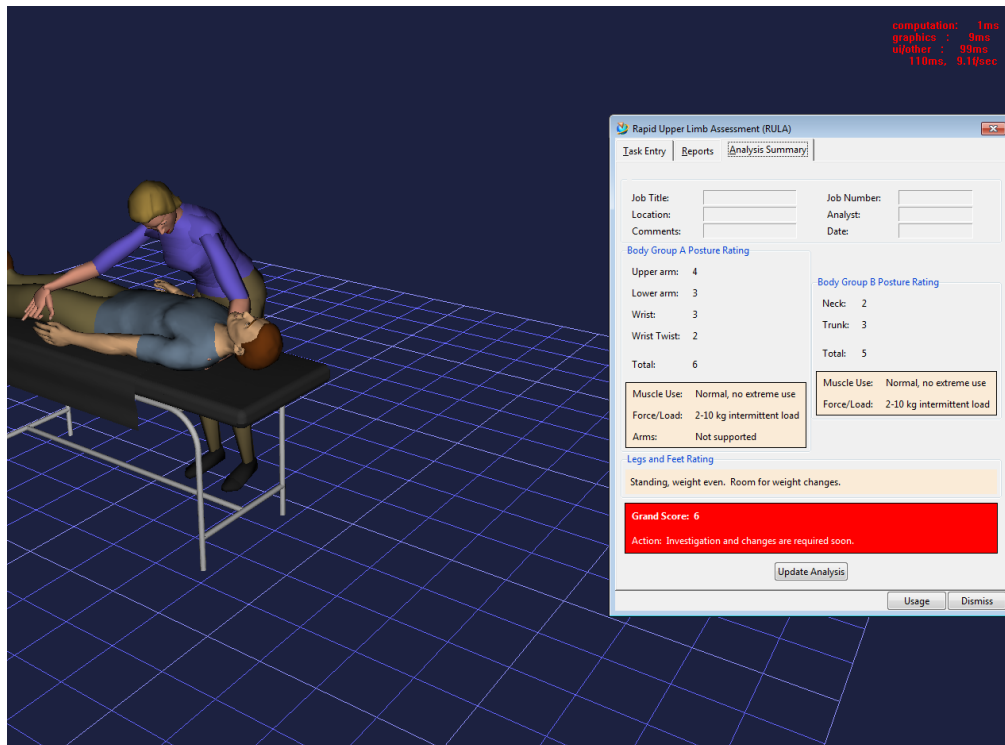 computation: 1ms
graphics : 9ms
ui/other : 99ms
110ms, 9.1/sec
Rapid Upper Limb Assessment (RULA)
Task Entry Reports Analysis Summary
Job Title: Job Number:
Location: Analyst:
Comments: Date:
Body Group A Posture Rating
Upper arm: 4
Lower arm: 3
Wrist: 3
Wrist Twist: 2
Total: 6
Muscle Use: Normal, no extreme use
Force/Load: 2-10 kg intermittent load
Arms: Not supported
Body Group B Posture Rating
Neck: 2
Trunk: 3
Total: 5
Muscle Use: Normal, no extreme use
Force/Load: 2-10 kg intermittent load
Legs and Feet Rating
Standing, weight even. Room for weight changes.
Grand Score: 6
Action: Investigation and changes are required soon.
Update Analysis
Usage Dismiss